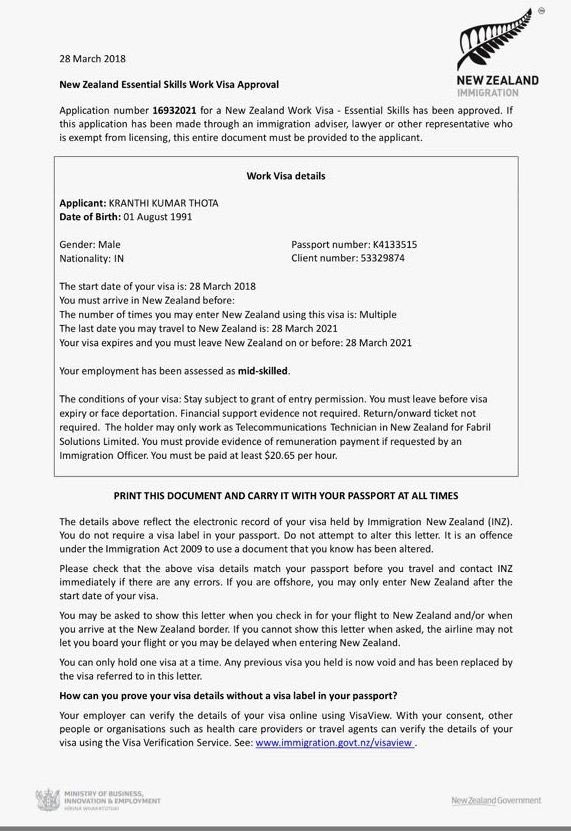 28 March 2018
NEW ZEALAND
IMMIGRATION
New Zealand Essential Skills Work Visa Approval
Application number 16932021 for a New Zealand Work Visa - Essential Skills has been approved. If
this application has been made through an immigration adviser, lawyer or other representative who
is exempt from licensing, this entire document must be provided to the applicant.
Work Visa details
Applicant: KRANTHI KUMAR THOTA
Date of Birth: 01 August 1991
Gender: Male Passport number: K4133515
Nationality: IN Client number: 53329874
The start date of your visa is: 28 March 2018
You must arrive in New Zealand before:
The number of times you may enter New Zealand using this visa is: Multiple
The last date you may travel to New Zealand is: 28 March 2021
Your visa expires and you must leave New Zealand on or before: 28 March 2021
Your employment has been assessed as mid-skilled.
The conditions of your visa: Stay subject to grant of entry permission. You must leave before visa
expiry or face deportation. Financial support evidence not required. Return/onward ticket not
required. The holder may only work as Telecommunications Technician in New Zealand for Fabril
Solutions Limited. You must provide evidence of remuneration payment if requested by an
Immigration Officer. You must be paid at least $20.65 per hour.
PRINT THIS DOCUMENT AND CARRY IT WITH YOUR PASSPORT AT ALL TIMES
The details above reflect the electronic record of your visa held by Immigration New Zealand (INZ).
You do not require a visa label in your passport. Do not attempt to alter this letter. It is an offence
under the Immigration Act 2009 to use a document that you know has been altered.
Please check that the above visa details match your passport before you travel and contact INZ
immediately if there are any errors. If you are offshore, you may only enter New Zealand after the
start date of your visa.
You may be asked to show this letter when you check in for your flight to New Zealand and/or when
you arrive at the New Zealand border. If you cannot show this letter when asked, the airline may not
let you board your flight or you may be delayed when entering New Zealand.
You can only hold one visa at a time. Any previous visa you held is now void and has been replaced by
the visa referred to in this letter.
How can you prove your visa details without a visa label in your passport?
Your employer can verify the details of your visa online using VisaView. With your consent, other
people or organisations such as health care providers or travel agents can verify the details of your
visa using the Visa Verification Service. See: www.immigration.govt.nz/visaview .
MINISTRY OF BUSINESS,
INNOVATION & EMPLOYMENT
HĪKINA WHAKATUTUKI
New Zealand Government